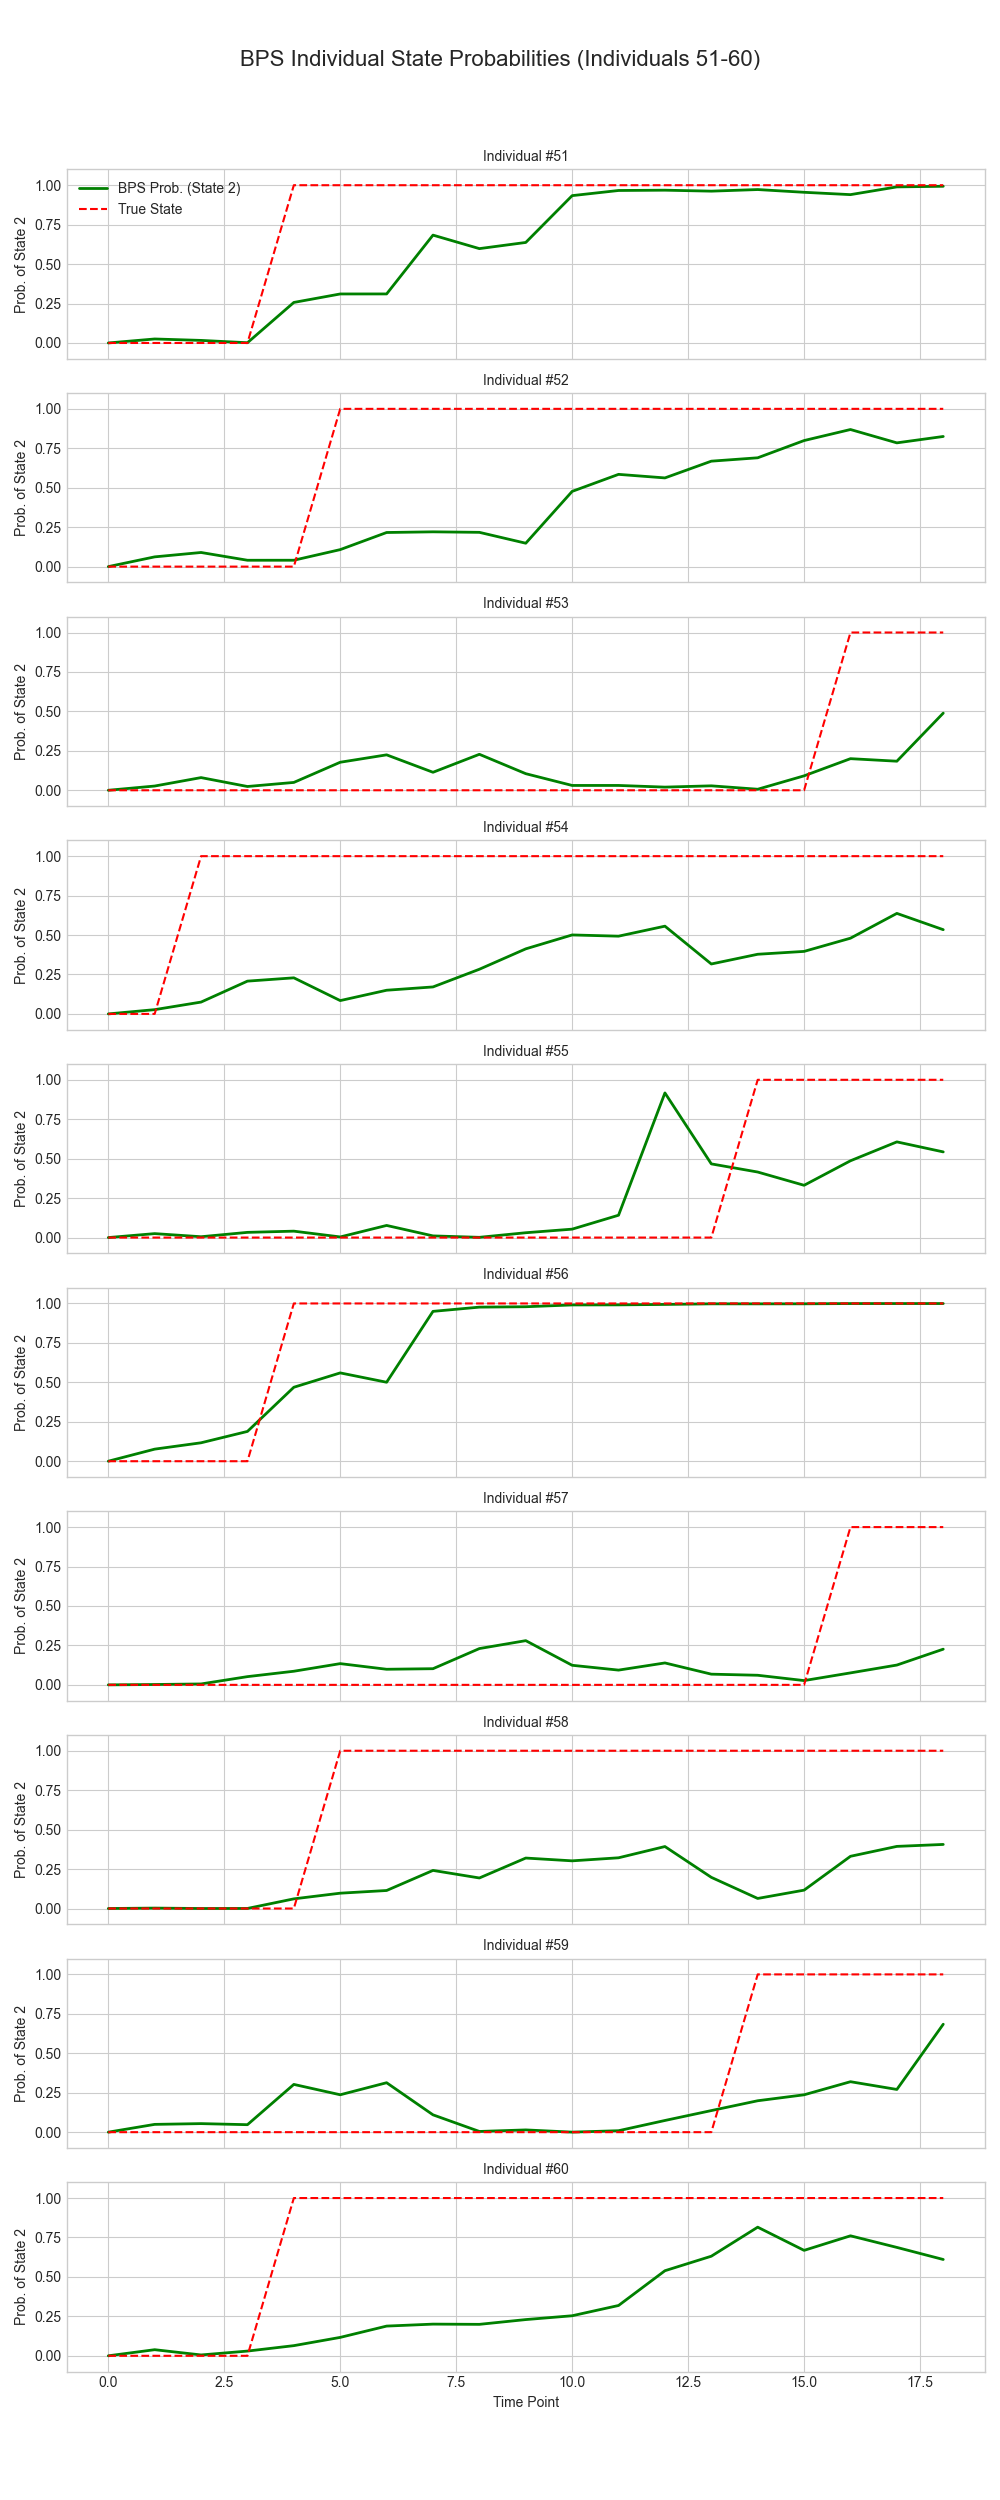 BPS Individual State Probabilities (Individuals 51-60)
Individual #51
BPS Prob. (State 2)
True State
Prob. of State 2
1.00
0.75
0.50
0.25
0.00
Individual #52
Prob. of State 2
1.00
0.75
0.50
0.25
0.00
Individual #53
Prob. of State 2
1.00
0.75
0.50
0.25
0.00
Individual #54
Prob. of State 2
1.00
0.75
0.50
0.25
0.00
Individual #55
Prob. of State 2
1.00
0.75
0.50
0.25
0.00
Individual #56
Prob. of State 2
1.00
0.75
0.50
0.25
0.00
Individual #57
Prob. of State 2
1.00
0.75
0.50
0.25
0.00
Individual #58
Prob. of State 2
1.00
0.75
0.50
0.25
0.00
Individual #59
Prob. of State 2
1.00
0.75
0.50
0.25
0.00
Individual #60
Prob. of State 2
1.00
0.75
0.50
0.25
0.00
0.0 2.5 5.0 7.5 10.0 12.5 15.0 17.5
Time Point